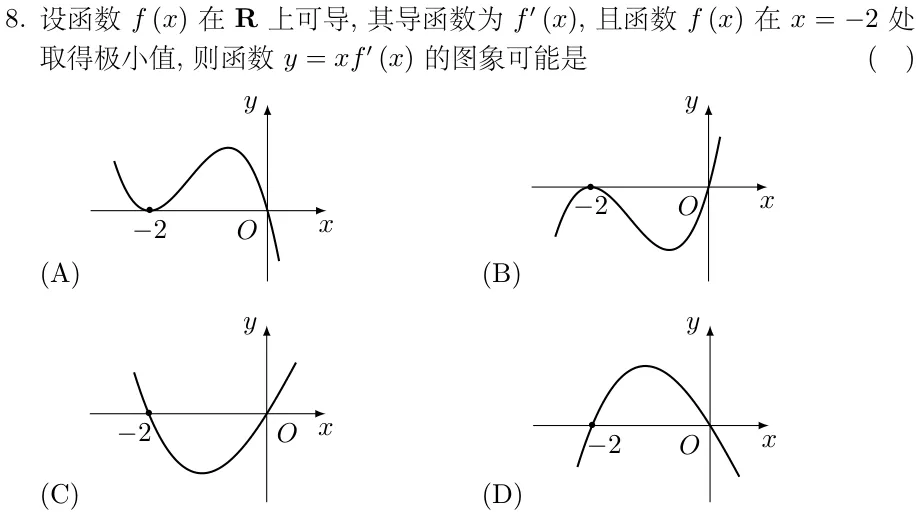 8. 设函数 f (x) 在 R 上可导, 其导函数为 f′ (x), 且函数 f (x) 在 x = −2 处
取得极小值, 则函数 y = xf′ (x) 的图象可能是 ( )
y
−2 O x
(A)
y
−2 O x
(B)
y
−2 O x
(C)
y
−2 O x
(D)